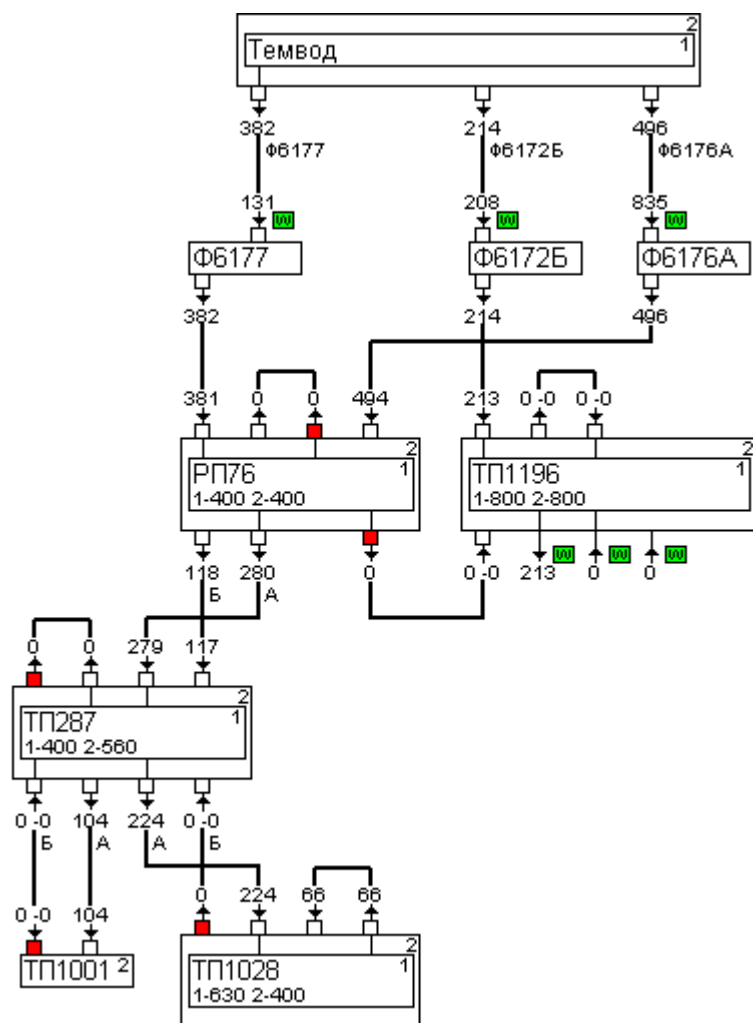 2
Темвод 1
382 214 496
Ф6177 Ф6172Б Ф6176А
131 W 208 W 835 W
Ф6177 Ф6172Б Ф6176А
382 214 496
381 0 0 494 213 0 -0 0 -0
2 2
РП76 1 ТП1196 1
1-400 2-400 1-800 2-800
118 280 0 0 -0 213 W 0 W 0 W
Б А
0 0 279 117
2
ТП287 1
1-400 2-560
0 -0 104 224 0 -0
Б А А Б
0 224 66 66
0 -0 104
2
ТП1001 2 ТП1028 1
1-630 2-400